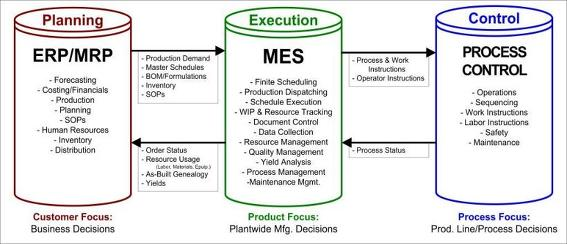 Planning
ERP/MRP
- Forecasting
- Costing/Financials
- Production
- Planning
- SOPs
- Human Resources
- Inventory
- Distribution
Customer Focus:
Business Decisions
- Production Demand
- Master Schedules
- BOM/Formulations
- Inventory
- SOPs
- Order Status
- Resource Usage
(Labor, Materials, Equip.)
- As-Built Genealogy
- Yields
Execution
MES
- Finite Scheduling
- Production Dispatching
- Schedule Execution
- WIP & Resource Tracking
- Document Control
- Data Collection
- Resource Management
- Quality Management
- Yield Analysis
- Process Management
-Maintenance Mgmt.
Product Focus:
Plantwide Mfg. Decisions
- Process & Work
Instructions
- Operator Instructions
- Process Status
Control
PROCESS
CONTROL
- Operations
- Sequencing
- Work Instructions
- Labor Instructions
- Safety
- Maintenance
Process Focus:
Prod. Line/Process Decisions